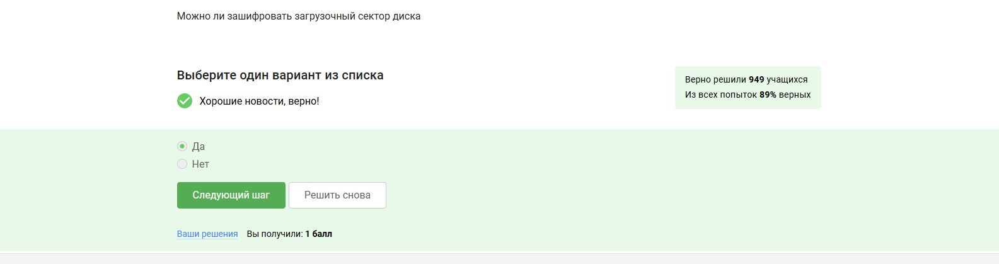 Можно ли зашифровать загрузочный сектор диска
Выберите один вариант из списка
Хорошие новости, верно!
Верно решили 949 учащихся
Из всех попыток 89% верных
Да
Нет
Следующий шаг
Решить снова
Ваши решения Вы получили: 1 балл